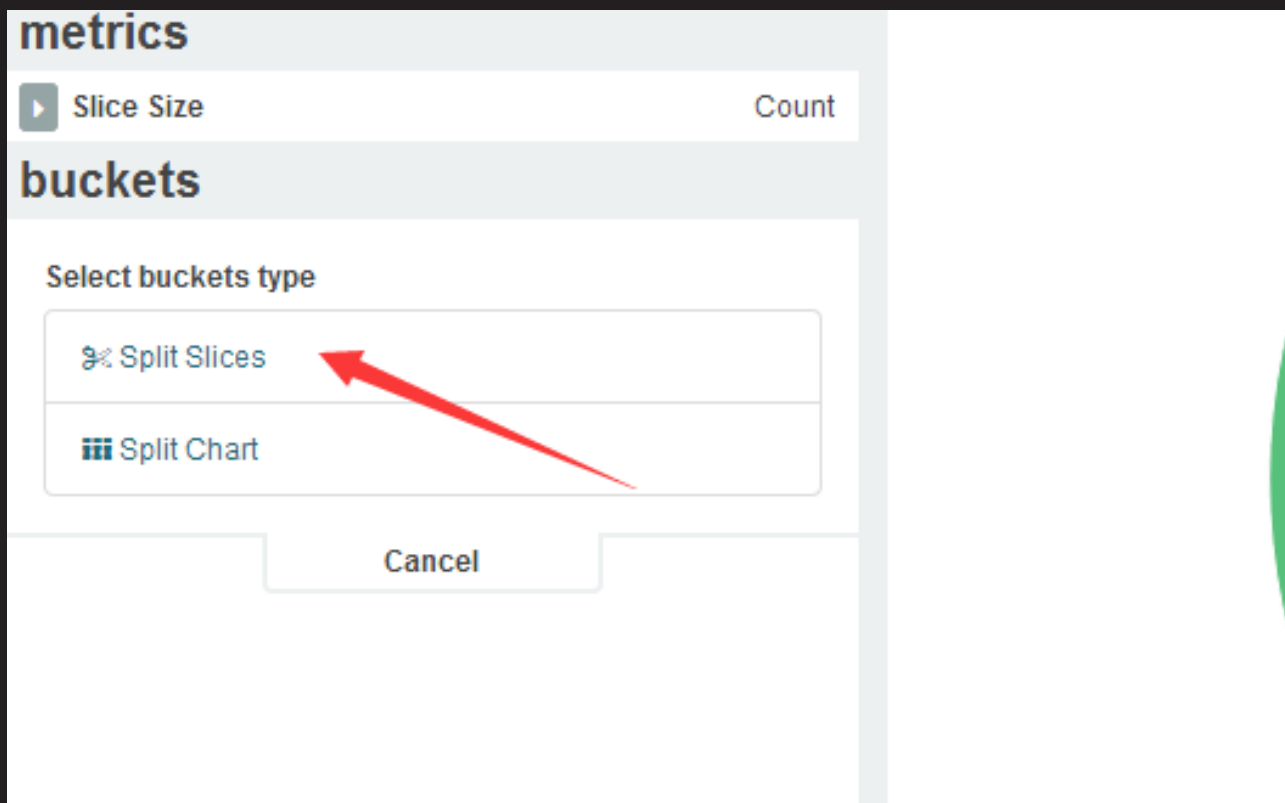 metrics
Slice Size Count
buckets
Select buckets type
Split Slices
Split Chart
Cancel